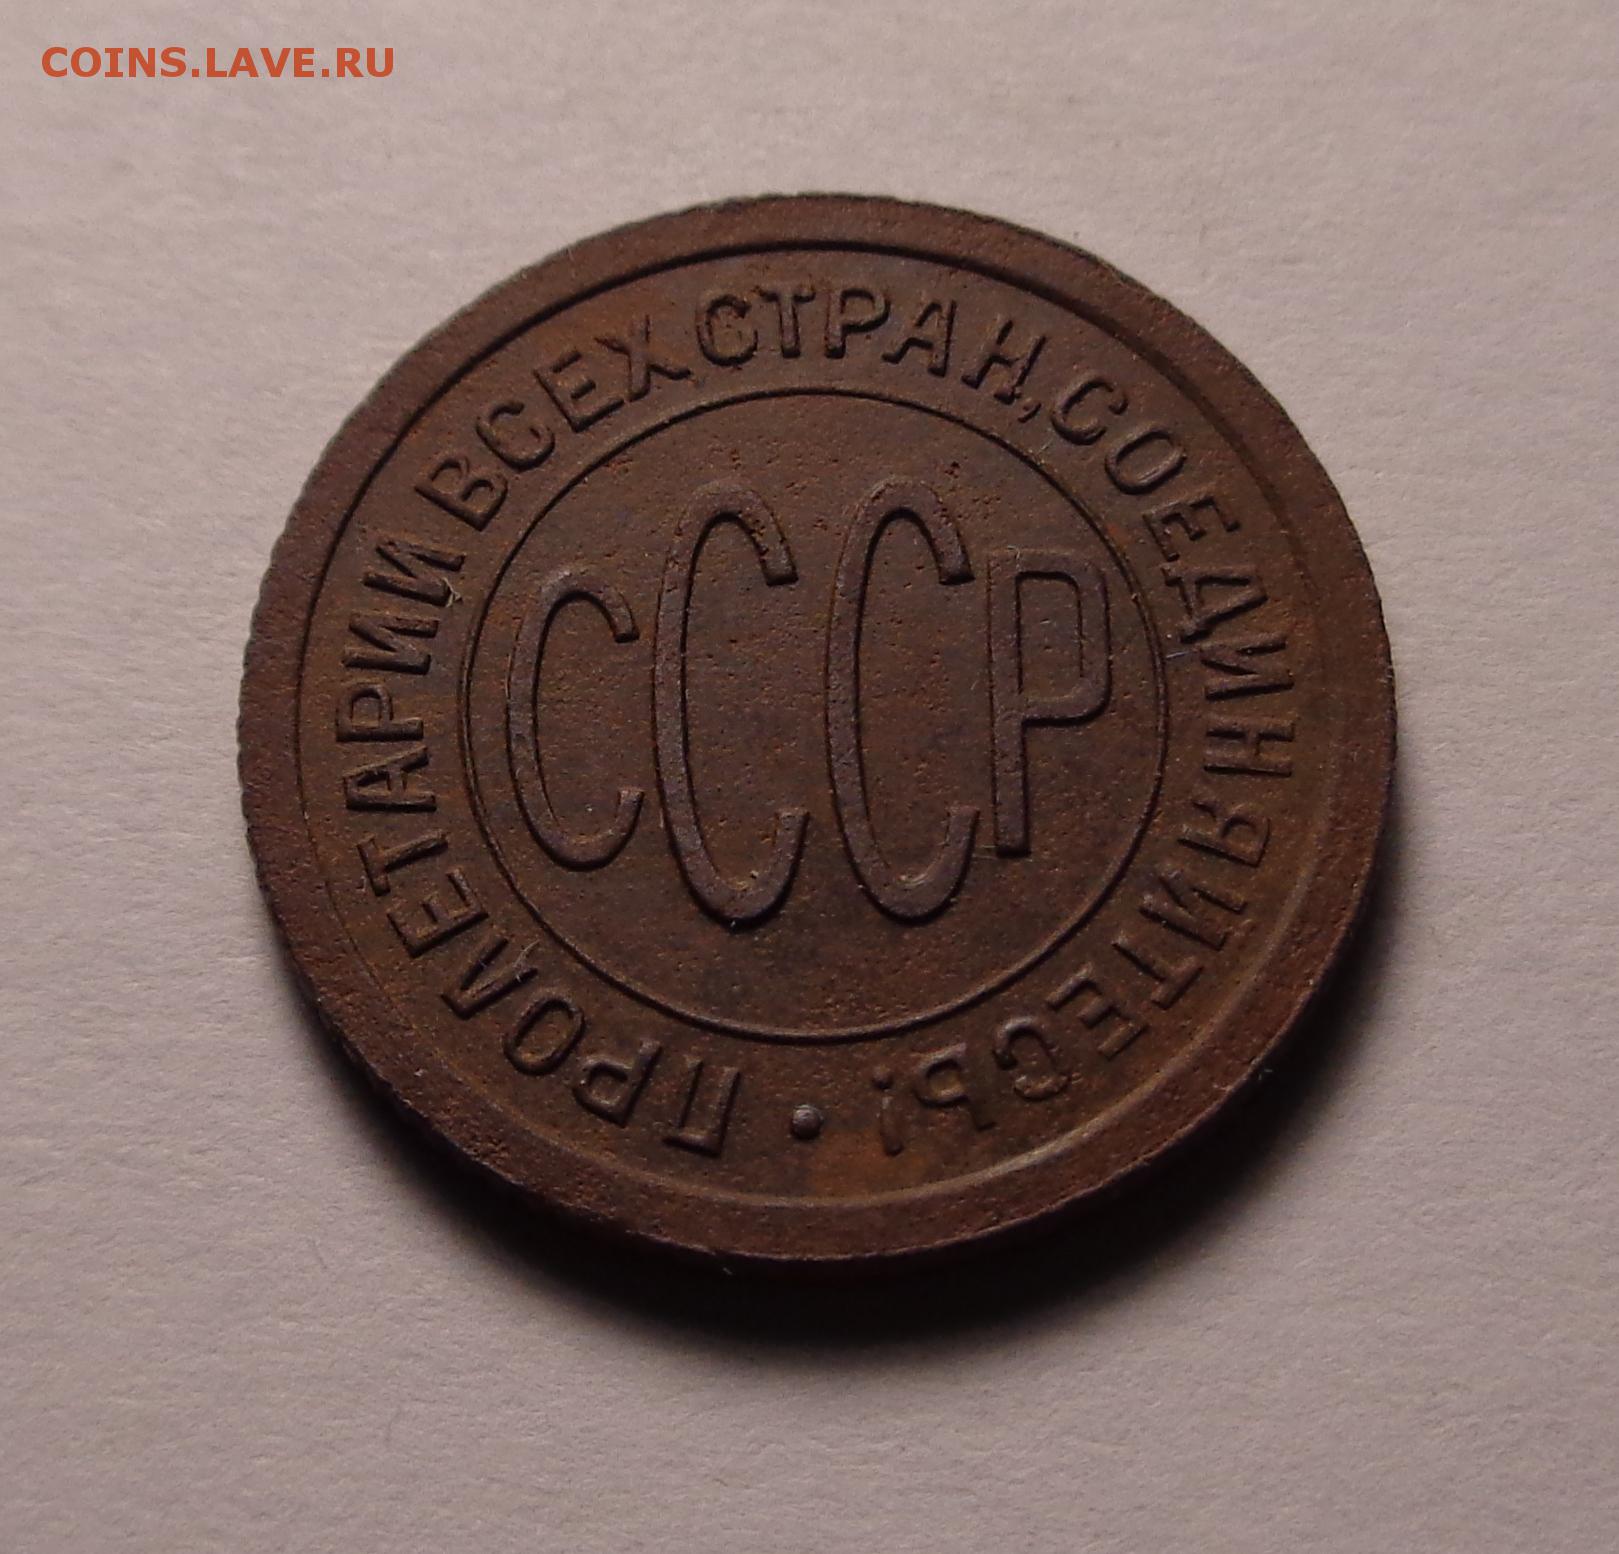 COINS.LAVE.RU
ПРОЛЕТАРИИ ВСЕХ СТРАН, СОЕДИНЯЙТЕСЬ!
СССР